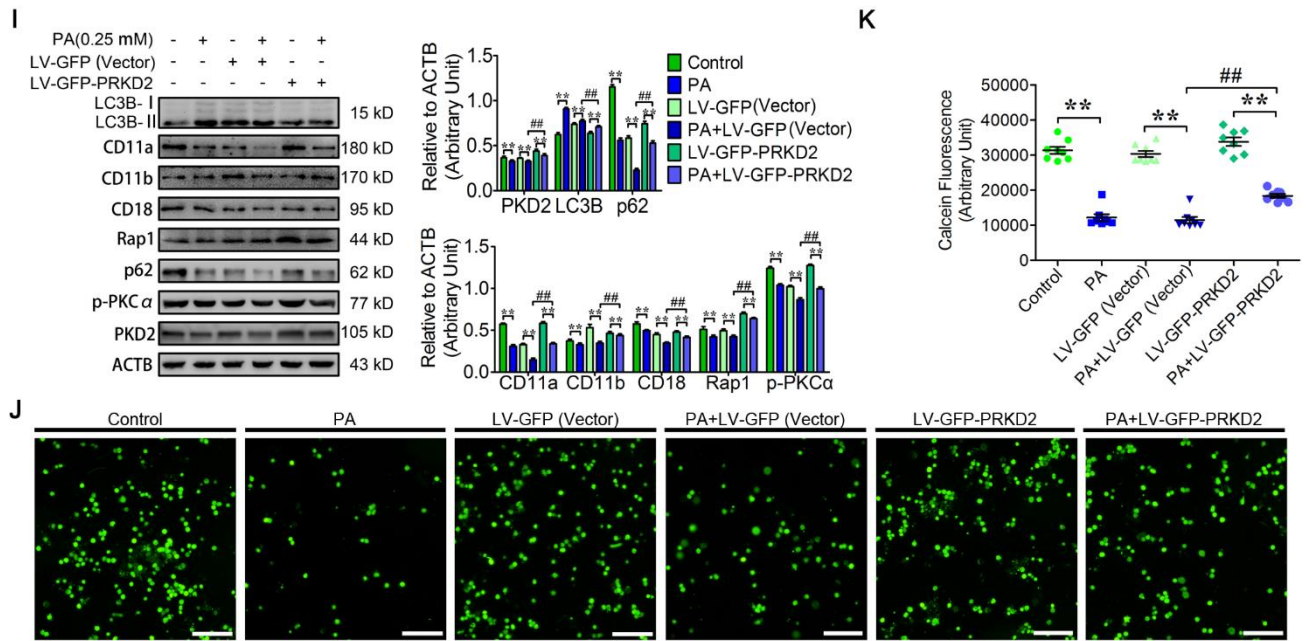 I
PA(0.25 mM) - + - + - +
LV-GFP (Vector) - - + + - -
LV-GFP-PRKD2 - - - - + +
LC3B- I
LC3B- II
15 kD
CD11a 180 kD
CD11b 170 kD
CD18 95 kD
Rap1 44 kD
p62 62 kD
p-PKCα 77 kD
PKD2 105 kD
ACTB 43 kD
Relative to ACTB
(Arbitrary Unit)
1.5
1.0
0.5
0.0
** ** ## ** ** ** ## ** ** ** ## **
PKD2 LC3B p62
Control
PA
LV-GFP(Vector)
PA+LV-GFP(Vector)
LV-GFP-PRKD2
PA+LV-GFP-PRKD2
Relative to ACTB
(Arbitrary Unit)
1.5
1.0
0.5
0.0
** ** ## ** ** ** ## ** ** ** ## ** ** ** ## ** ** ** ## **
CD11a CD11b CD18 Rap1 p-PKCα
K
Calcein Fluorescence
(Arbitrary Unit)
50000
40000
30000
20000
10000
0
##
** ** **
Control
PA
LV-GFP (Vector)
PA+LV-GFP (Vector)
LV-GFP-PRKD2
PA+LV-GFP-PRKD2
J
Control PA LV-GFP (Vector) PA+LV-GFP (Vector) LV-GFP-PRKD2 PA+LV-GFP-PRKD2